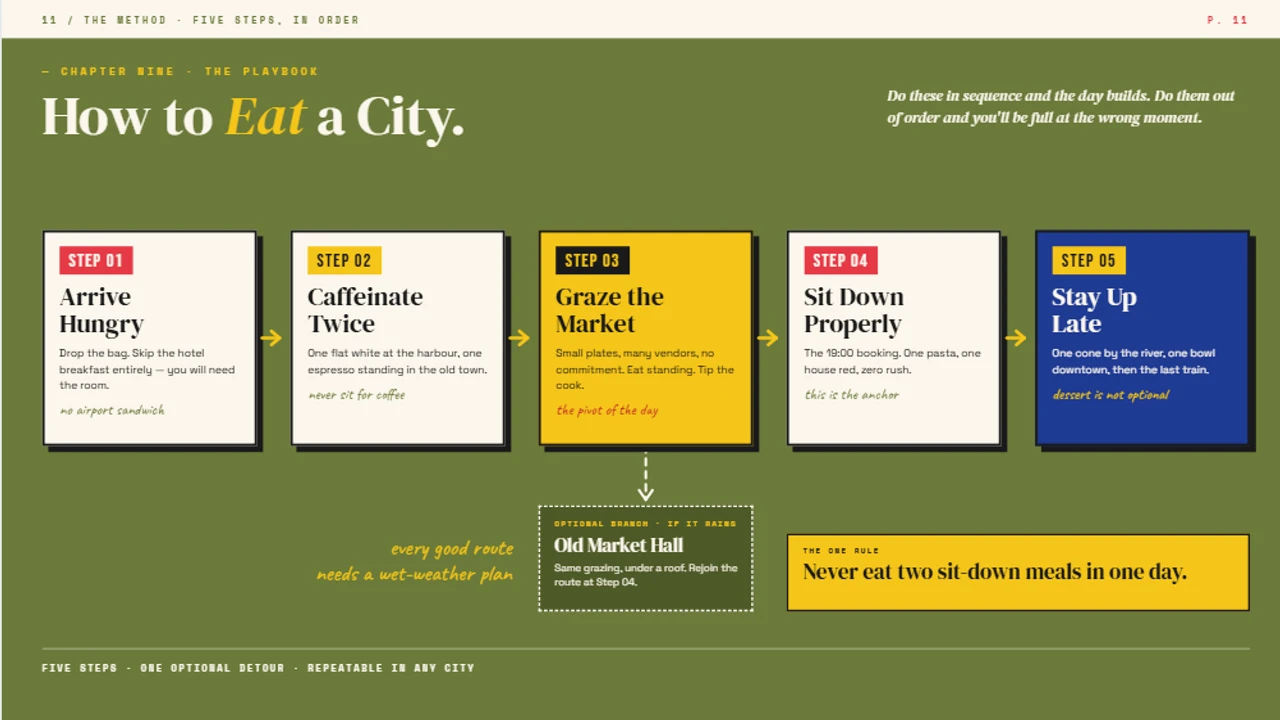 11 / THE METHOD · FIVE STEPS, IN ORDER
P. 11
— CHAPTER NINE · THE PLAYBOOK
How to Eat a City.
Do these in sequence and the day builds. Do them out
of order and you'll be full at the wrong moment.
STEP 01
Arrive
Hungry
Drop the bag. Skip the hotel
breakfast entirely — you will need
the room.
no airport sandwich
STEP 02
Caffeinate
Twice
One flat white at the harbour, one
espresso standing in the old town.
never sit for coffee
STEP 03
Graze the
Market
Small plates, many vendors, no
commitment. Eat standing. Tip the
cook.
the pivot of the day
STEP 04
Sit Down
Properly
The 19:00 booking. One pasta, one
house red, zero rush.
this is the anchor
STEP 05
Stay Up
Late
One cone by the river, one bowl
downtown, then the last train.
dessert is not optional
every good route
needs a wet-weather plan
OPTIONAL BRANCH · IF IT RAINS
Old Market Hall
Same grazing, under a roof. Rejoin the
route at Step 04.
THE ONE RULE
Never eat two sit-down meals in one day.
FIVE STEPS · ONE OPTIONAL DETOUR · REPEATABLE IN ANY CITY